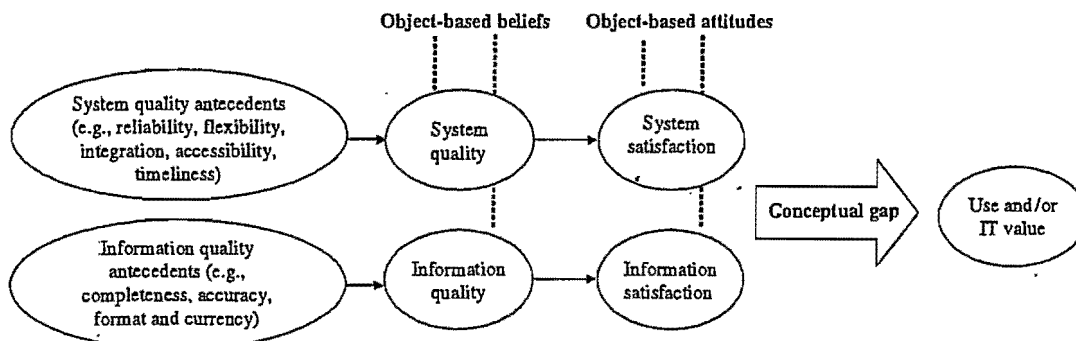 Object-based beliefs
Object-based attitudes
System quality antecedents
(e.g., reliability, flexibility,
integration, accessibility,
timeliness)
System
quality
System
satisfaction
Conceptual gap
Use and/or
IT value
Information quality
antecedents (e.g.,
completeness, accuracy,
format and currency)
Information
quality
Information
satisfaction